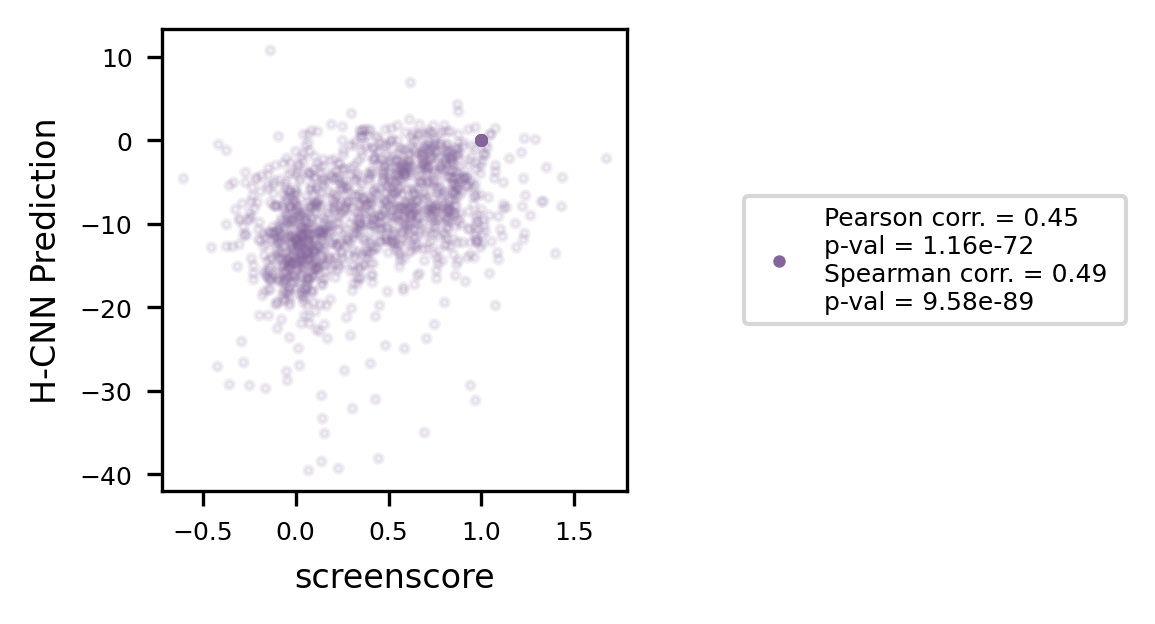 10
0
−10
−20
−30
−40
H-CNN Prediction
−0.5
0.0
0.5
1.0
1.5
screenscore
Pearson corr. = 0.45
p-val = 1.16e-72
Spearman corr. = 0.49
p-val = 9.58e-89